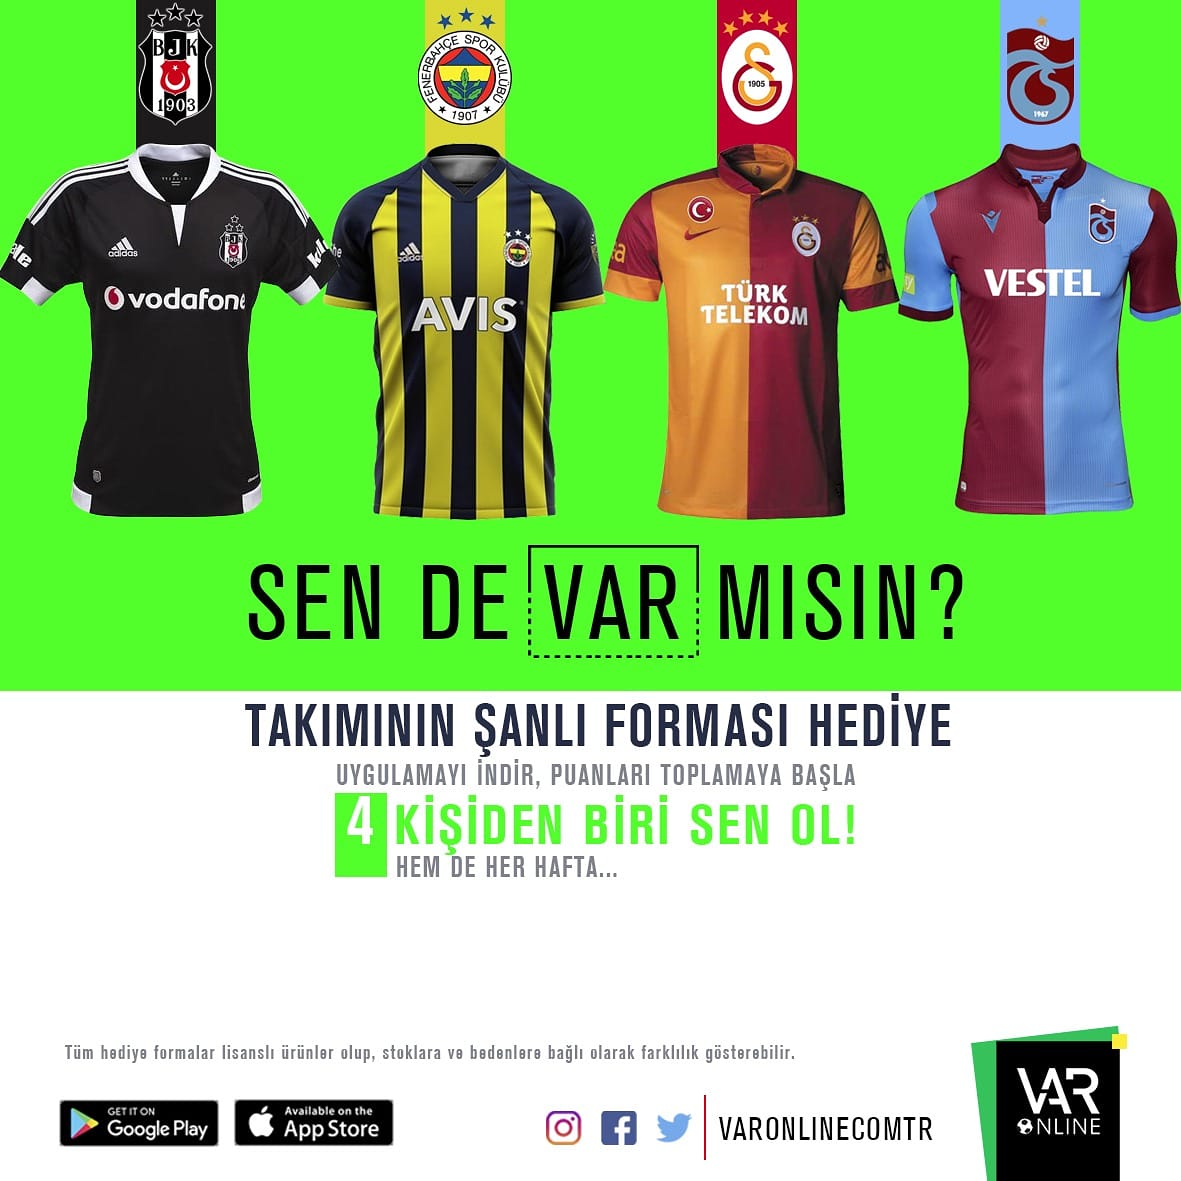 BJK
1903
FENERBAHÇE SPOR KULÜBÜ
1907
1905
1967
adidas
vodafone
adidas
AVIS
TÜRK
TELEKOM
VESTEL
SEN DE VAR MISIN?
TAKIMININ ŞANLI FORMASI HEDİYE
UYGULAMAYI İNDİR, PUANLARI TOPLAMAYA BAŞLA
4 KİŞİDEN BİRİ SEN OL!
HEM DE HER HAFTA...
Tüm hediye formalar lisanslı ürünler olup, stoklara ve bedenlere bağlı olarak farklılık gösterebilir.
GET IT ON
Google Play
Available on the
App Store
VARONLINECOMTR
VAR
ONLINE